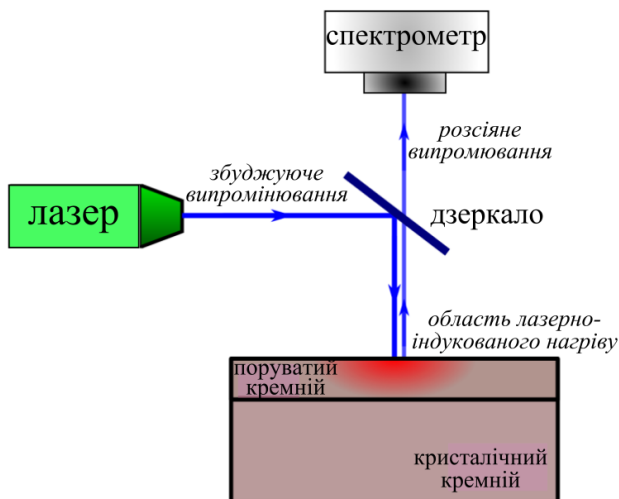 спектрометр
розсіяне
випромювання
збуджуюче
випромінювання
лазер
дзеркало
область лазерно-
індукованого нагріву
поруватий
кремній
кристалічний
кремній